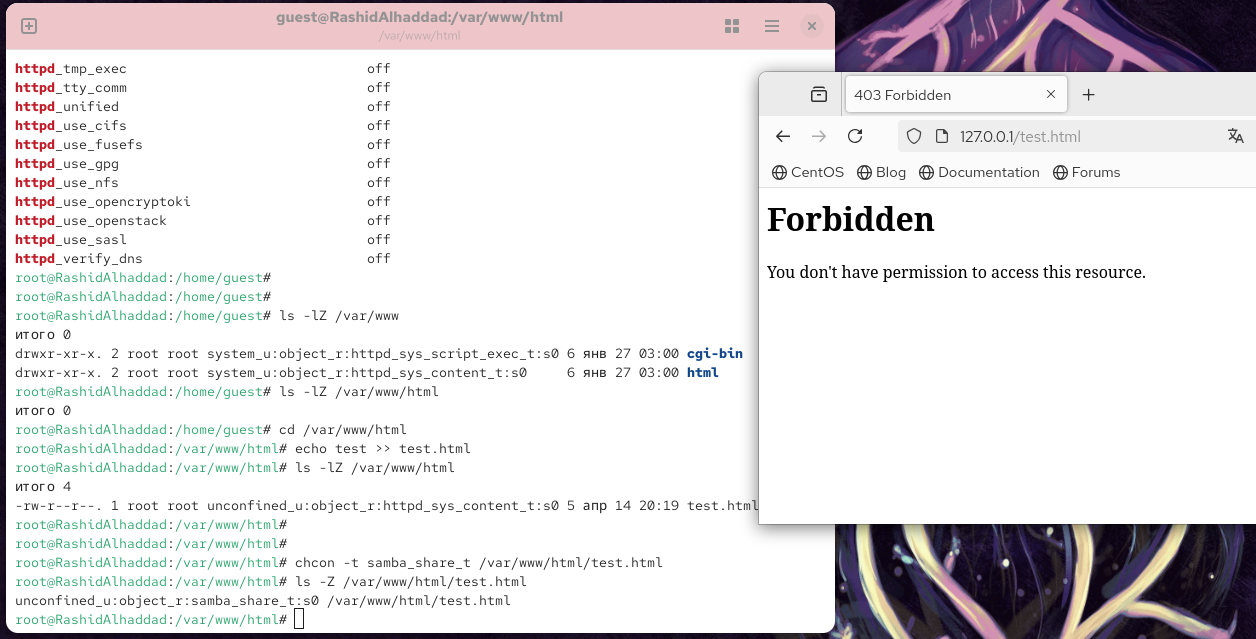 guest@RashidAlhaddad:/var/www/html
/var/www/html
httpd_tmp_exec                              off
httpd_tty_comm                              off
httpd_unified                               off
httpd_use_cifs                              off
httpd_use_fusefs                            off
httpd_use_gpg                               off
httpd_use_nfs                               off
httpd_use_opencryptoki                      off
httpd_use_openstack                         off
httpd_use_sasl                              off
httpd_verify_dns                            off
root@RashidAlhaddad:/home/guest#
root@RashidAlhaddad:/home/guest#
root@RashidAlhaddad:/home/guest# ls -lZ /var/www
итого 0
drwxr-xr-x. 2 root root system_u:object_r:httpd_sys_script_exec_t:s0 6 янв 27 03:00 cgi-bin
drwxr-xr-x. 2 root root system_u:object_r:httpd_sys_content_t:s0     6 янв 27 03:00 html
root@RashidAlhaddad:/home/guest# ls -lZ /var/www/html
итого 0
root@RashidAlhaddad:/home/guest# cd /var/www/html
root@RashidAlhaddad:/var/www/html# echo test >> test.html
root@RashidAlhaddad:/var/www/html# ls -lZ /var/www/html
итого 4
-rw-r--r--. 1 root root unconfined_u:object_r:httpd_sys_content_t:s0 5 апр 14 20:19 test.html
root@RashidAlhaddad:/var/www/html#
root@RashidAlhaddad:/var/www/html#
root@RashidAlhaddad:/var/www/html# chcon -t samba_share_t /var/www/html/test.html
root@RashidAlhaddad:/var/www/html# ls -Z /var/www/html/test.html
unconfined_u:object_r:samba_share_t:s0 /var/www/html/test.html
root@RashidAlhaddad:/var/www/html#
403 Forbidden
127.0.0.1/test.html
CentOS Blog Documentation Forums
Forbidden
You don't have permission to access this resource.